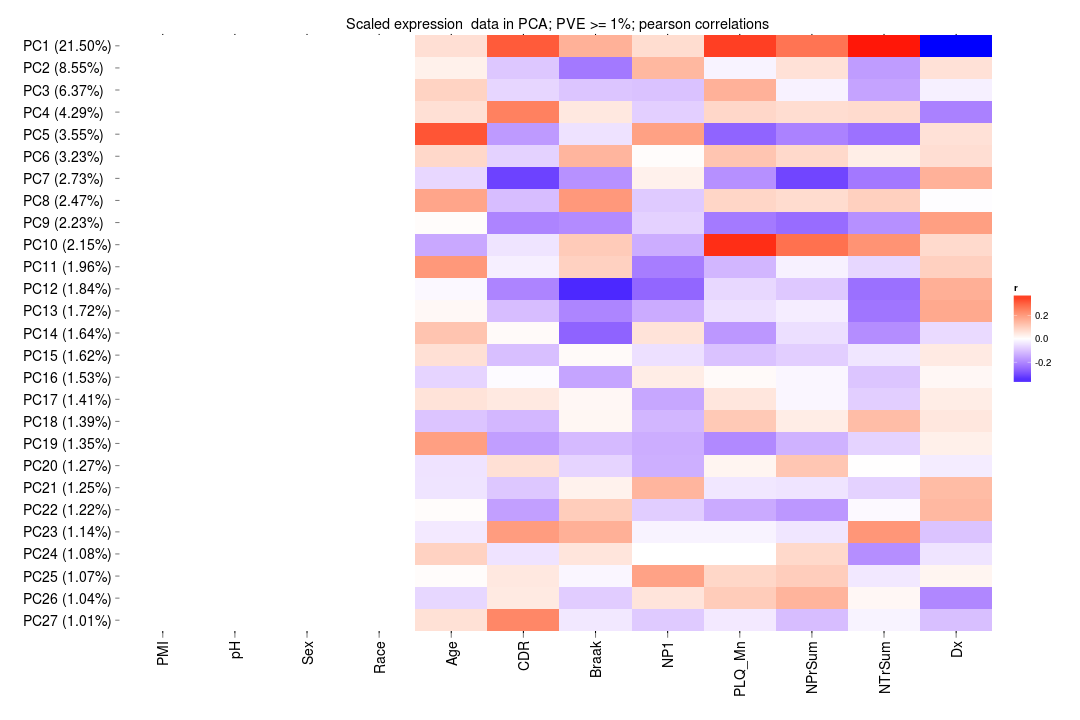 Scaled expression  data in PCA; PVE >= 1%; pearson correlations
PC1 (21.50%)
PC2 (8.55%)
PC3 (6.37%)
PC4 (4.29%)
PC5 (3.55%)
PC6 (3.23%)
PC7 (2.73%)
PC8 (2.47%)
PC9 (2.23%)
PC10 (2.15%)
PC11 (1.96%)
PC12 (1.84%)
PC13 (1.72%)
PC14 (1.64%)
PC15 (1.62%)
PC16 (1.53%)
PC17 (1.41%)
PC18 (1.39%)
PC19 (1.35%)
PC20 (1.27%)
PC21 (1.25%)
PC22 (1.22%)
PC23 (1.14%)
PC24 (1.08%)
PC25 (1.07%)
PC26 (1.04%)
PC27 (1.01%)
PMI
pH
Sex
Race
Age
CDR
Braak
NP1
PLQ_Mn
NPrSum
NTrSum
Dx
r
0.2
0.0
-0.2